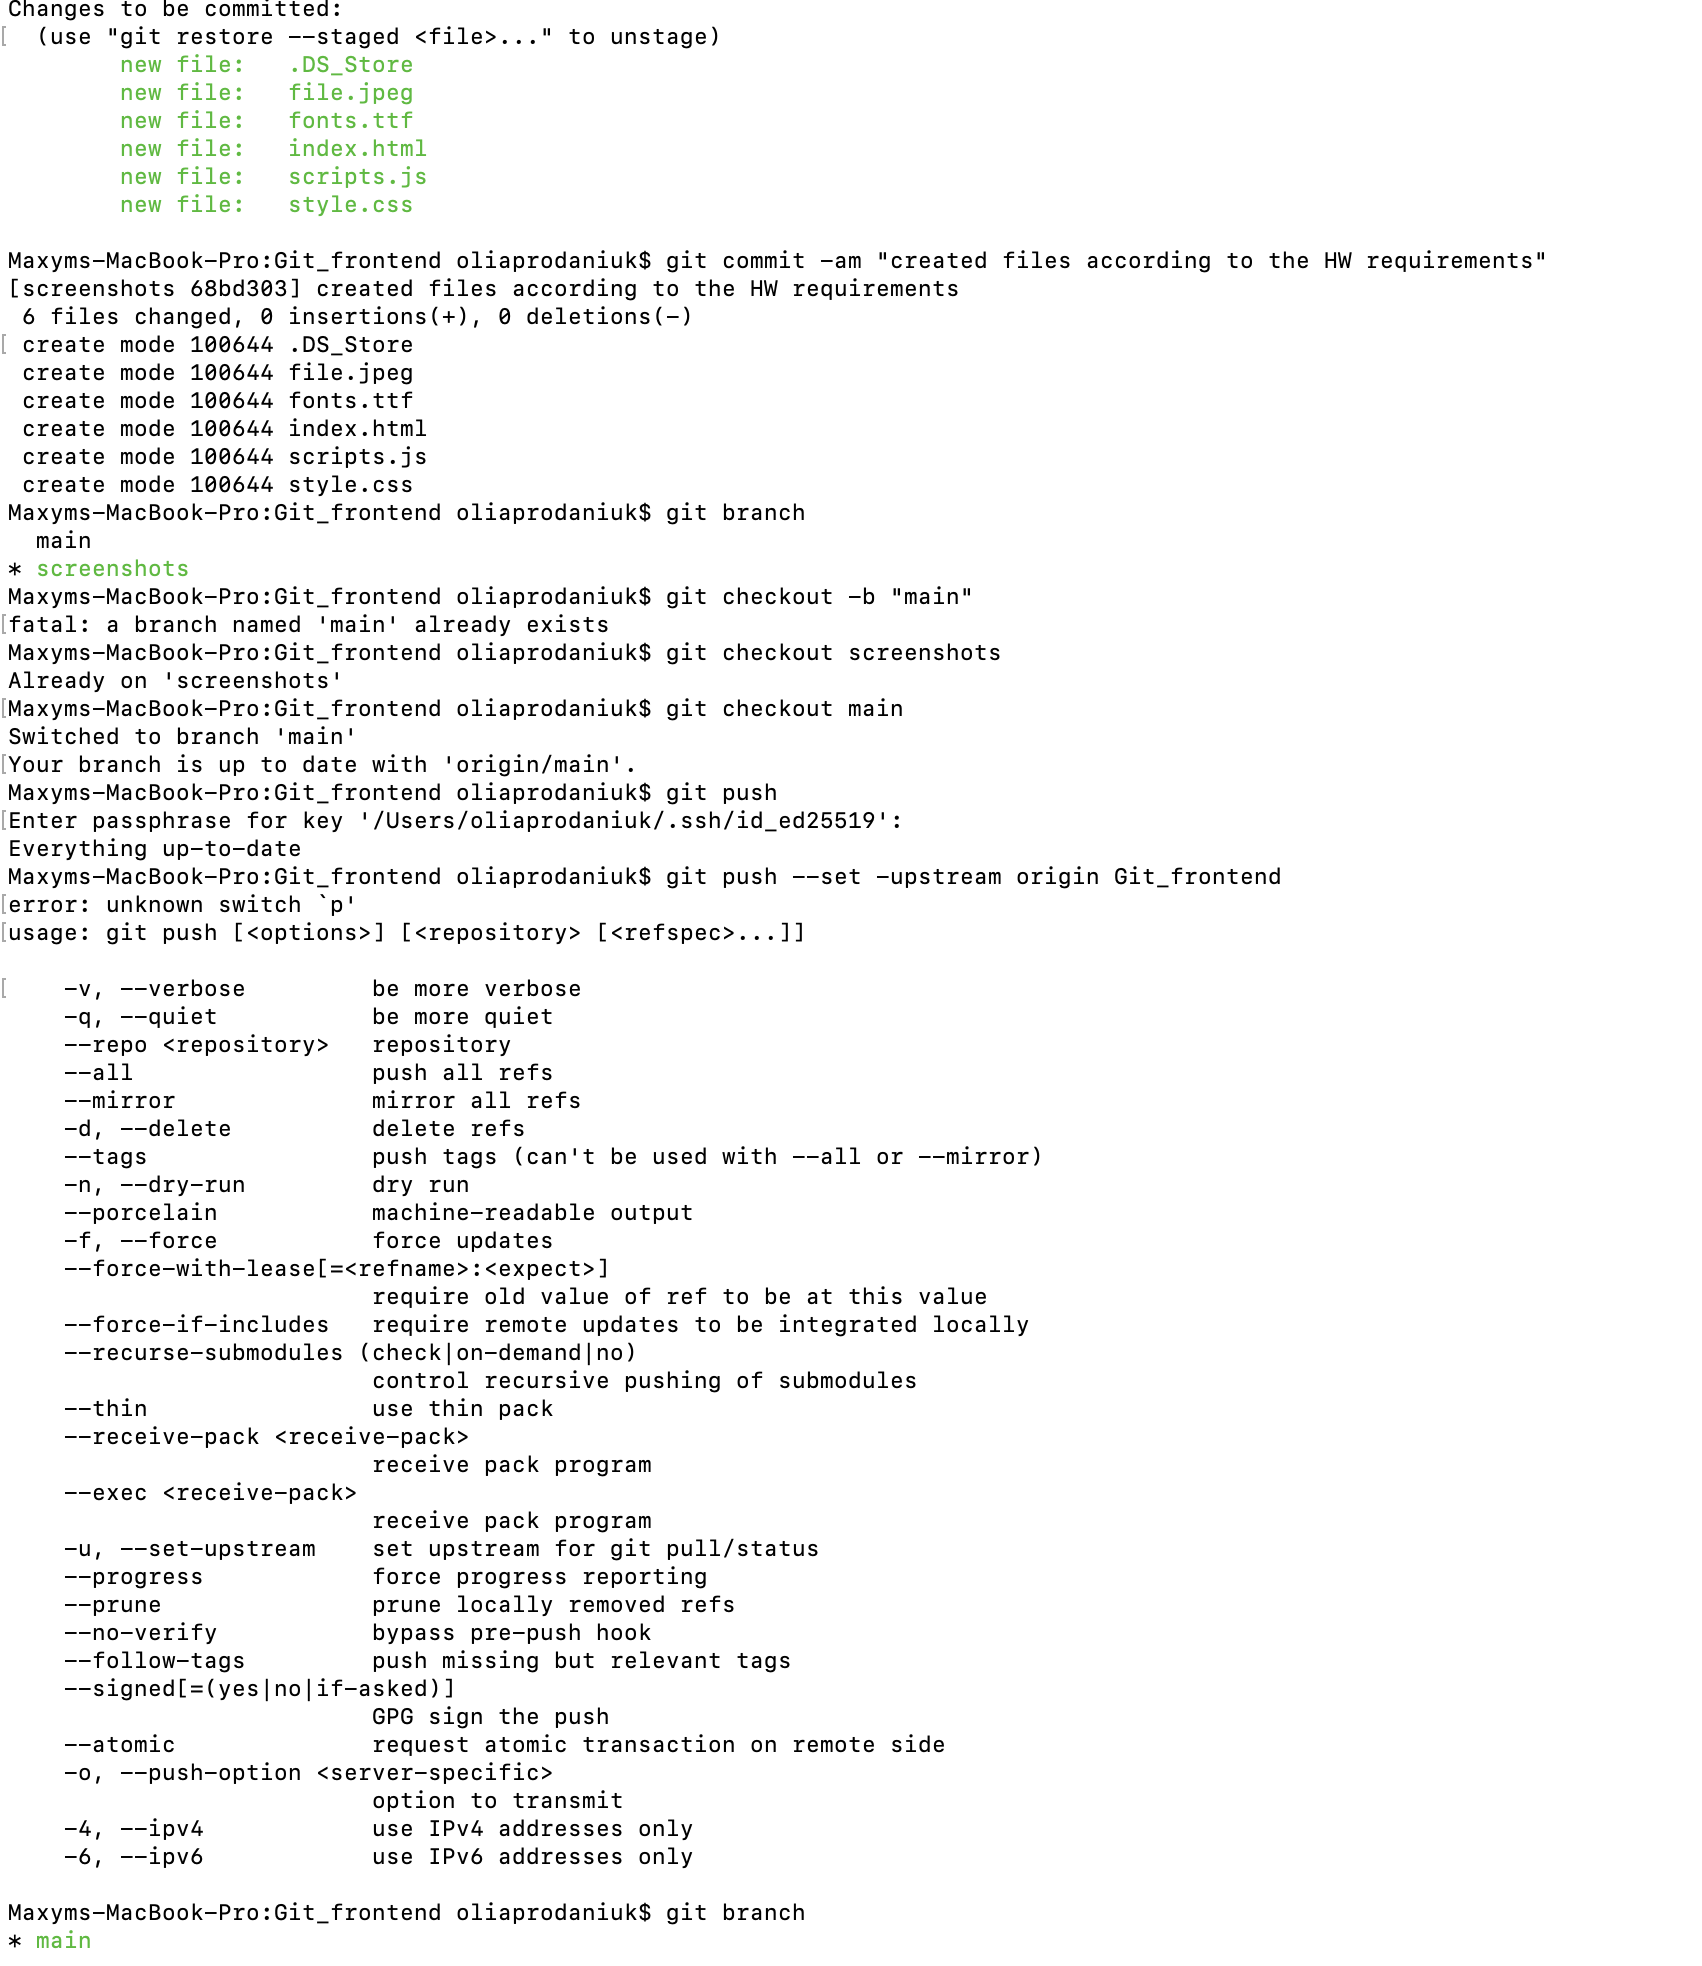 Changes to be committed:
[  (use "git restore --staged <file>..." to unstage)
        new file:   .DS_Store
        new file:   file.jpeg
        new file:   fonts.ttf
        new file:   index.html
        new file:   scripts.js
        new file:   style.css

Maxyms-MacBook-Pro:Git_frontend oliaprodaniuk$ git commit -am "created files according to the HW requirements"
[screenshots 68bd303] created files according to the HW requirements
 6 files changed, 0 insertions(+), 0 deletions(-)
[ create mode 100644 .DS_Store
 create mode 100644 file.jpeg
 create mode 100644 fonts.ttf
 create mode 100644 index.html
 create mode 100644 scripts.js
 create mode 100644 style.css
Maxyms-MacBook-Pro:Git_frontend oliaprodaniuk$ git branch
  main
* screenshots
Maxyms-MacBook-Pro:Git_frontend oliaprodaniuk$ git checkout -b "main"
[fatal: a branch named 'main' already exists
Maxyms-MacBook-Pro:Git_frontend oliaprodaniuk$ git checkout screenshots
Already on 'screenshots'
[Maxyms-MacBook-Pro:Git_frontend oliaprodaniuk$ git checkout main
Switched to branch 'main'
[Your branch is up to date with 'origin/main'.
Maxyms-MacBook-Pro:Git_frontend oliaprodaniuk$ git push
[Enter passphrase for key '/Users/oliaprodaniuk/.ssh/id_ed25519':
Everything up-to-date
Maxyms-MacBook-Pro:Git_frontend oliaprodaniuk$ git push --set -upstream origin Git_frontend
[error: unknown switch `p'
[usage: git push [<options>] [<repository> [<refspec>...]]

[    -v, --verbose         be more verbose
    -q, --quiet           be more quiet
    --repo <repository>   repository
    --all                 push all refs
    --mirror              mirror all refs
    -d, --delete          delete refs
    --tags                push tags (can't be used with --all or --mirror)
    -n, --dry-run         dry run
    --porcelain           machine-readable output
    -f, --force           force updates
    --force-with-lease[=<refname>:<expect>]
                          require old value of ref to be at this value
    --force-if-includes   require remote updates to be integrated locally
    --recurse-submodules (check|on-demand|no)
                          control recursive pushing of submodules
    --thin                use thin pack
    --receive-pack <receive-pack>
                          receive pack program
    --exec <receive-pack>
                          receive pack program
    -u, --set-upstream    set upstream for git pull/status
    --progress            force progress reporting
    --prune               prune locally removed refs
    --no-verify           bypass pre-push hook
    --follow-tags         push missing but relevant tags
    --signed[=(yes|no|if-asked)]
                          GPG sign the push
    --atomic              request atomic transaction on remote side
    -o, --push-option <server-specific>
                          option to transmit
    -4, --ipv4            use IPv4 addresses only
    -6, --ipv6            use IPv6 addresses only

Maxyms-MacBook-Pro:Git_frontend oliaprodaniuk$ git branch
* main